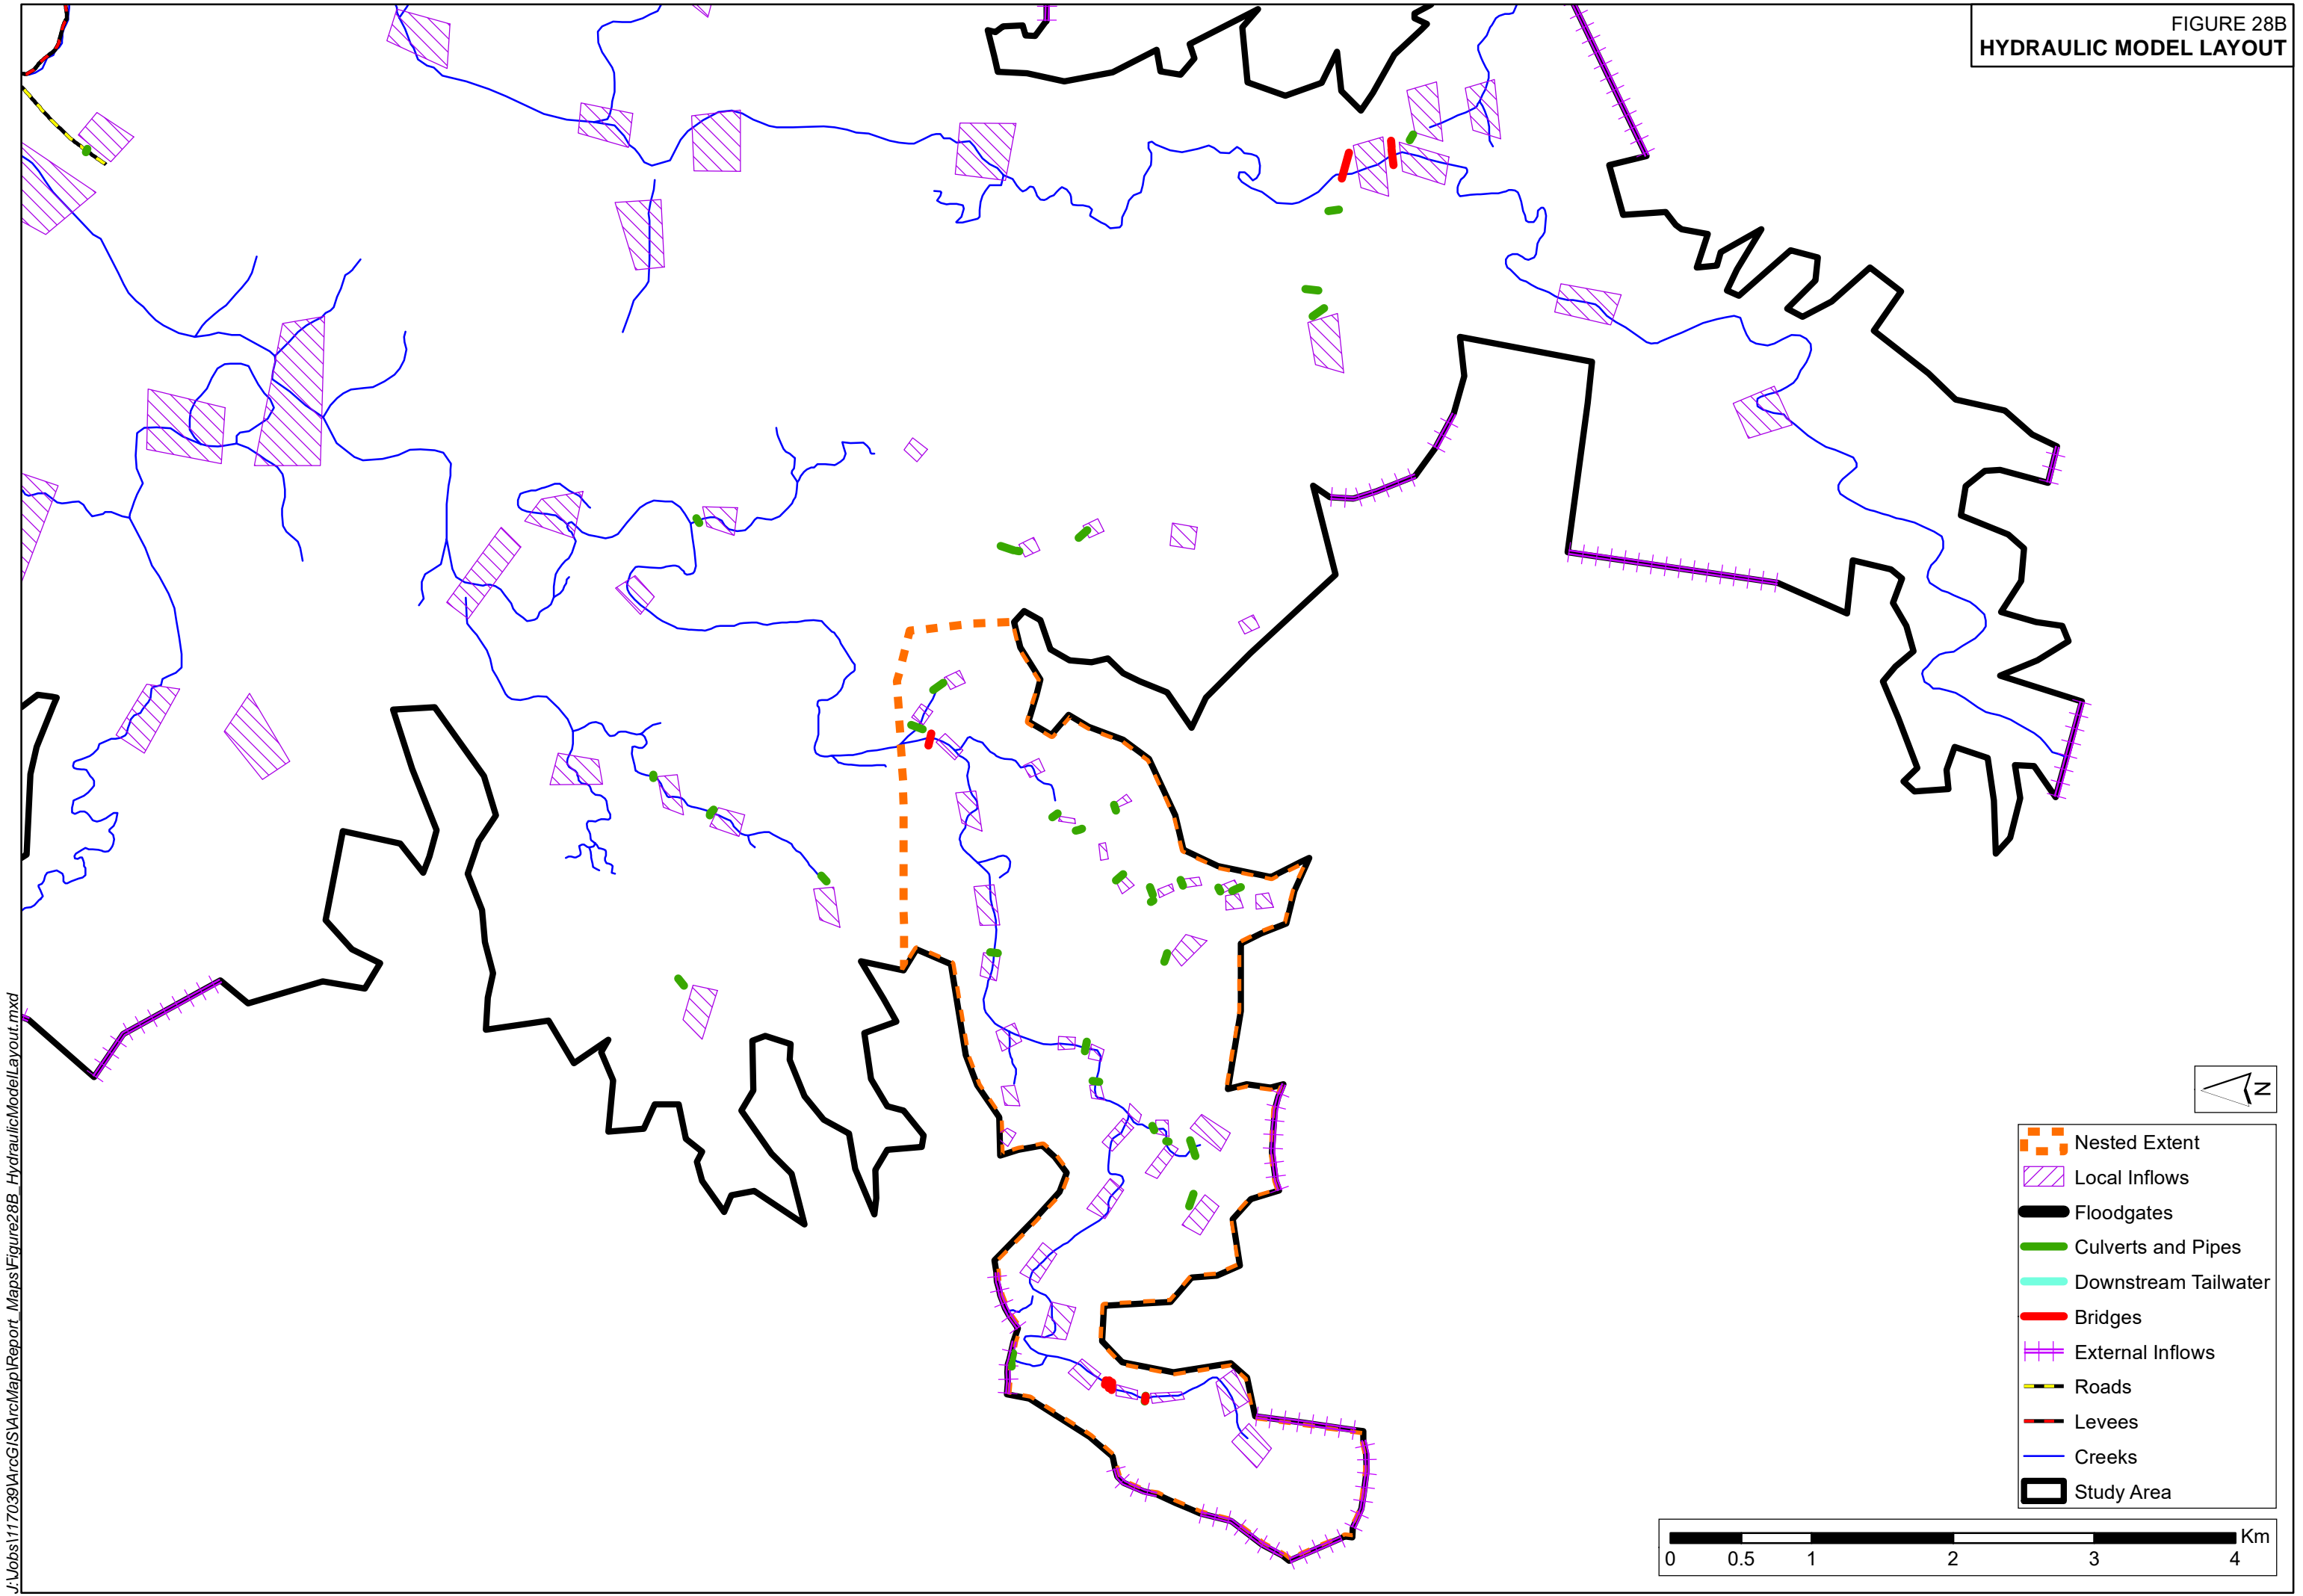 FIGURE 28B
HYDRAULIC MODEL LAYOUT
N
Nested Extent
Local Inflows
Floodgates
Culverts and Pipes
Downstream Tailwater
Bridges
External Inflows
Roads
Levees
Creeks
Study Area
Km
0 0.5 1 2 3 4
J:\Jobs\117039\ArcGIS\ArcMap\Report_Maps\Figure28B_HydraulicModelLayout.mxd